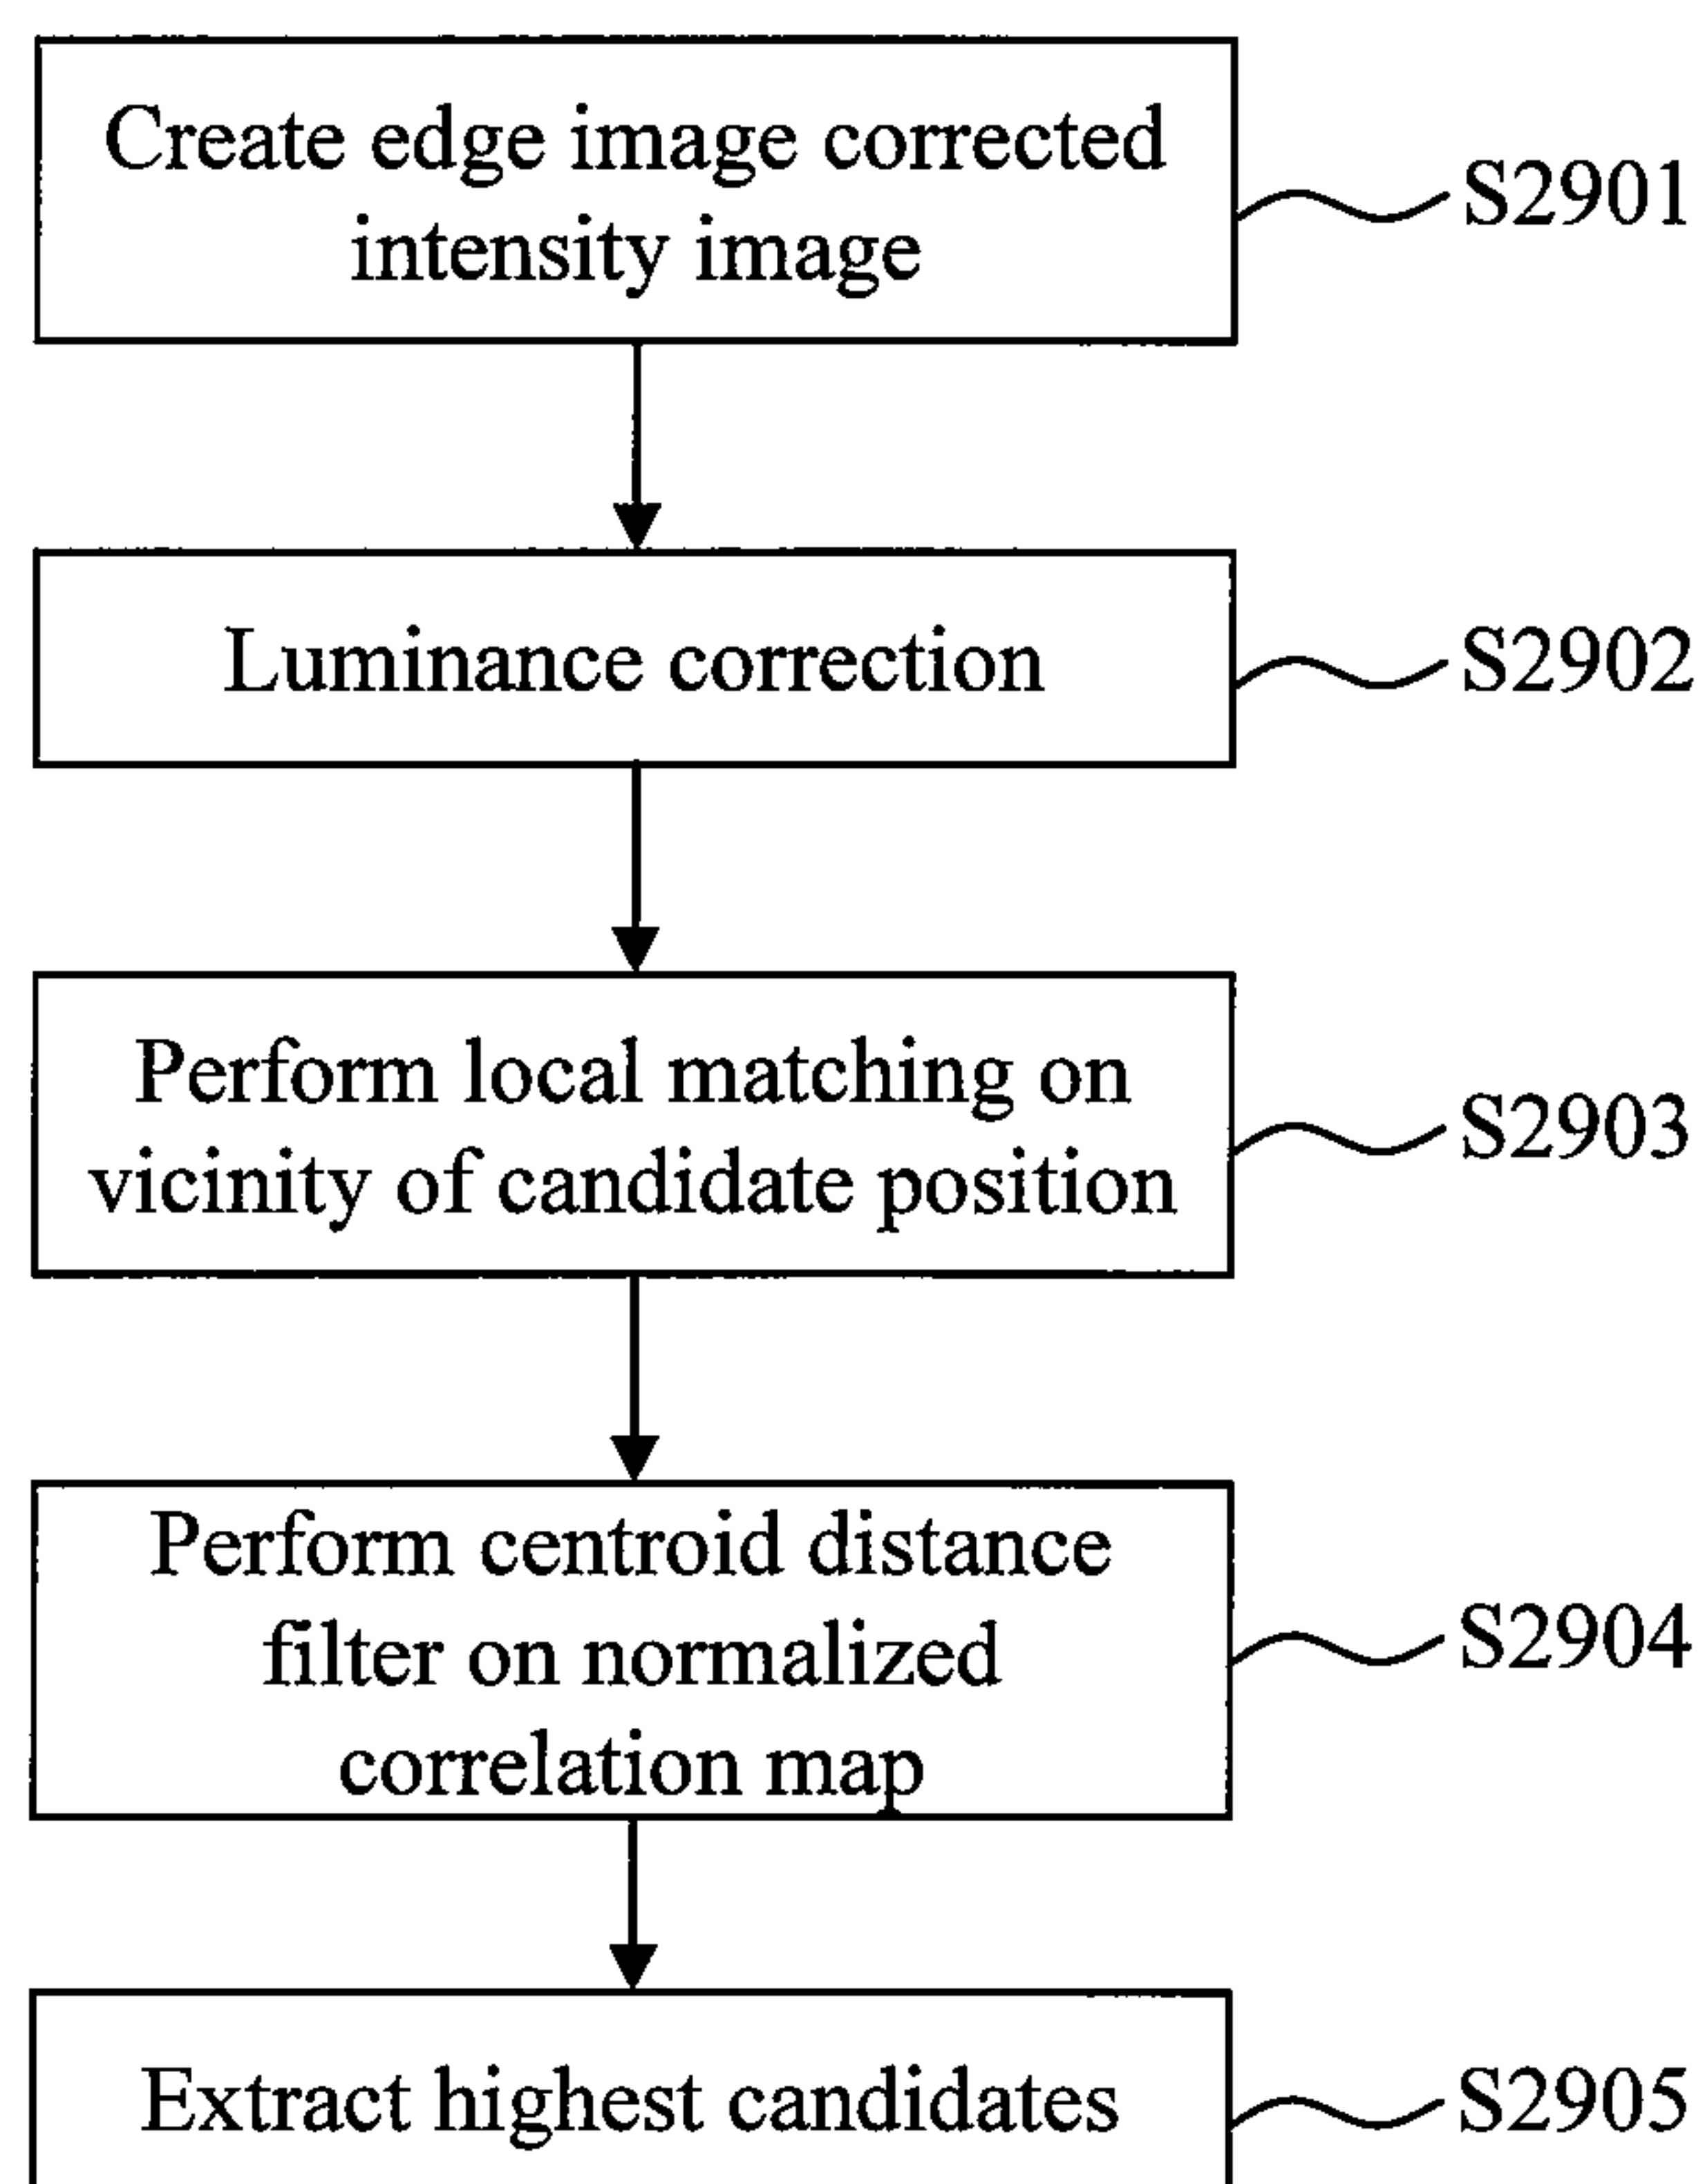 Create edge image corrected
intensity image
S2901
Luminance correction
S2902
Perform local matching on
vicinity of candidate position
S2903
Perform centroid distance
filter on normalized
correlation map
S2904
Extract highest candidates
S2905